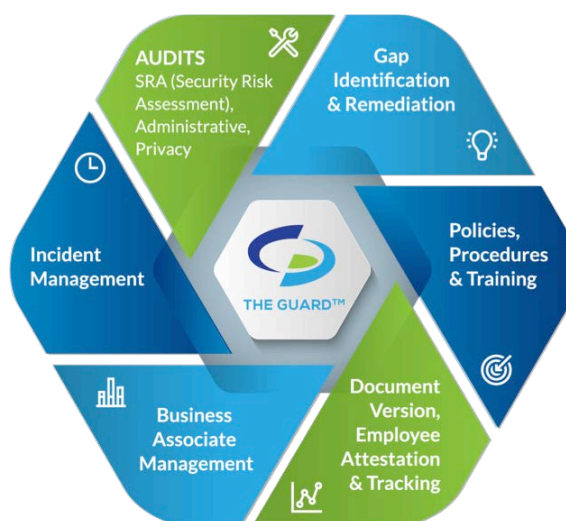 AUDITS
SRA (Security Risk
Assessment),
Administrative,
Privacy
Gap
Identification
& Remediation
Policies,
Procedures
& Training
Document
Version,
Employee
Attestation
& Tracking
Business
Associate
Management
Incident
Management
THE GUARD™